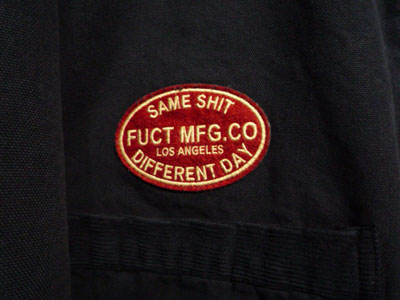 SAME SHIT
FUCT MFG.CO
LOS ANGELES
DIFFERENT DAY